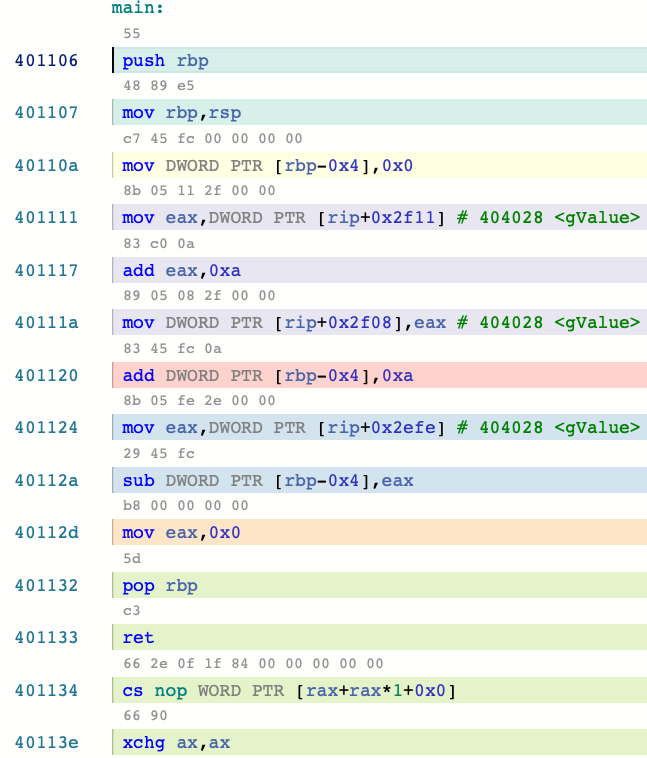 main:
55
401106 push rbp
48 89 e5
401107 mov rbp,rsp
c7 45 fc 00 00 00 00
40110a mov DWORD PTR [rbp-0x4],0x0
8b 05 11 2f 00 00
401111 mov eax,DWORD PTR [rip+0x2f11] # 404028 <gValue>
83 c0 0a
401117 add eax,0xa
89 05 08 2f 00 00
40111a mov DWORD PTR [rip+0x2f08],eax # 404028 <gValue>
83 45 fc 0a
401120 add DWORD PTR [rbp-0x4],0xa
8b 05 fe 2e 00 00
401124 mov eax,DWORD PTR [rip+0x2efe] # 404028 <gValue>
29 45 fc
40112a sub DWORD PTR [rbp-0x4],eax
b8 00 00 00 00
40112d mov eax,0x0
5d
401132 pop rbp
c3
401133 ret
66 2e 0f 1f 84 00 00 00 00 00
401134 cs nop WORD PTR [rax+rax*1+0x0]
66 90
40113e xchg ax,ax